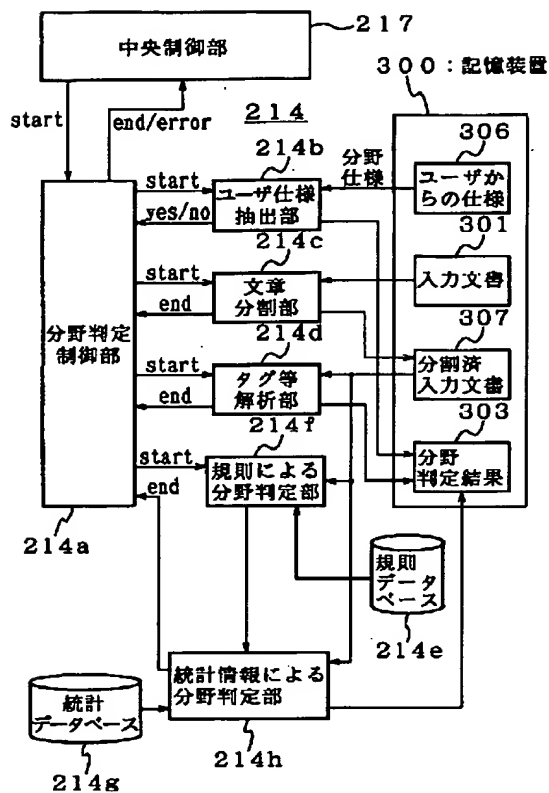 217
中央制御部
300:記憶装置
start
end/error
214
306
214b
分野
仕様
ユーザか
らの仕様
start
ユーザ仕様
抽出部
yes/no
214c
301
start
文章
分割部
入力文書
end
214d
307
分野判定
制御部
分割済
入力文書
start
タグ等
解析部
end
214f
303
分野
判定結果
start
規則による
分野判定部
end
214a
規則
データ
ベース
214e
統計情報による
分野判定部
統計
データベース
214g
214h